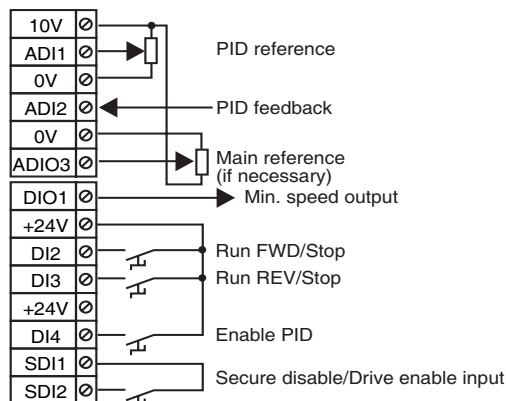 10V
ADI1
PID reference
0V
ADI2
PID feedback
0V
ADIO3
Main reference
(if necessary)
DIO1
Min. speed output
+24V
DI2
Run FWD/Stop
DI3
Run REV/Stop
+24V
DI4
Enable PID
SDI1
Secure disable/Drive enable input
SDI2